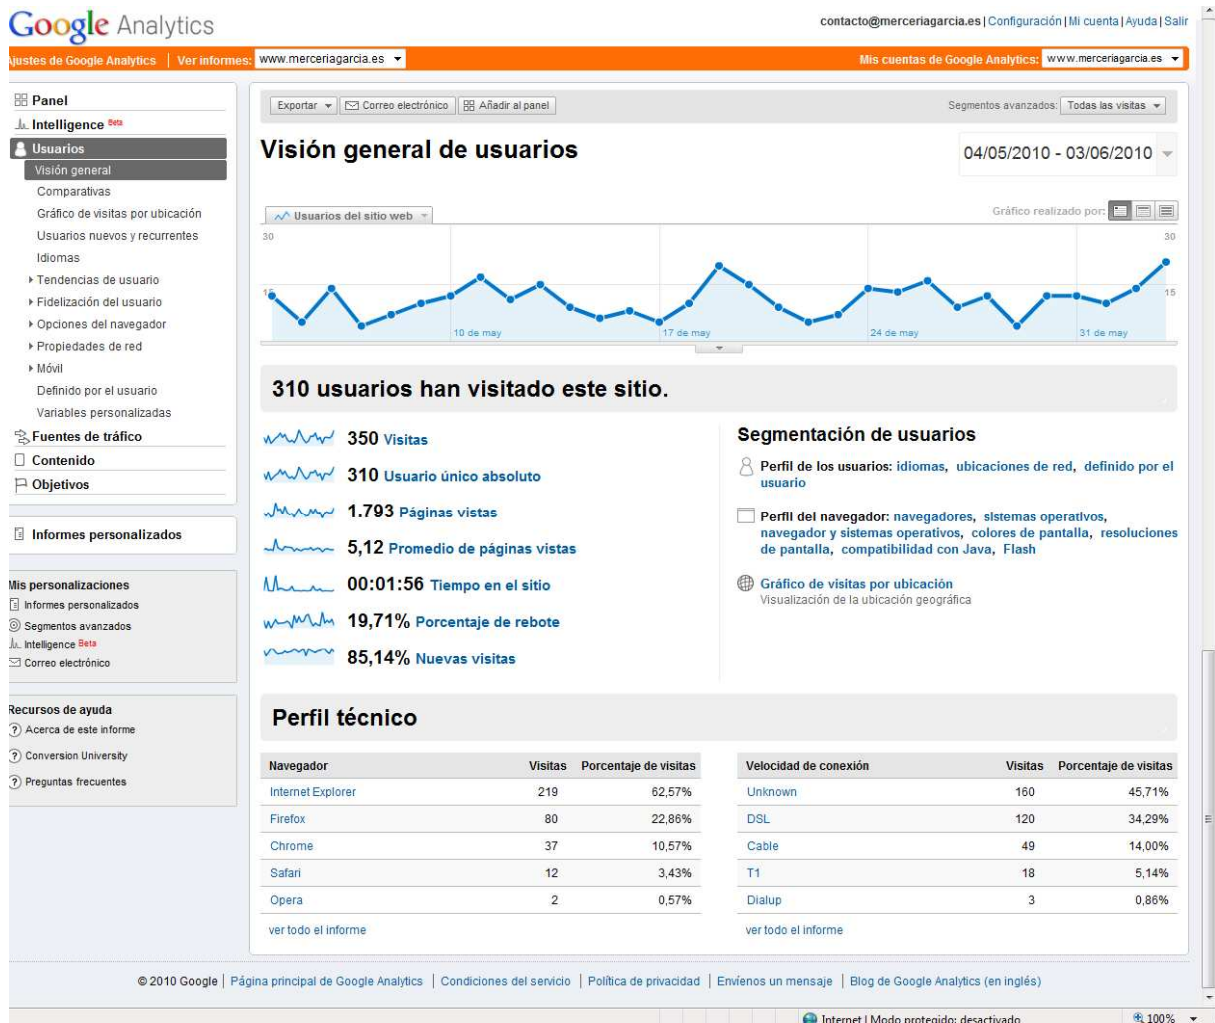 Google Analytics
contacto@merceriagarcia.es | Configuración | Mi cuenta | Ayuda | Salir
Ajustes de Google Analytics | Ver informes: www.merceriagarcia.es
Mis cuentas de Google Analytics: www.merceriagarcia.es
Panel
Intelligence Beta
Usuarios
Visión general
Comparativas
Gráfico de visitas por ubicación
Usuarios nuevos y recurrentes
Idiomas
Tendencias de usuario
Fidelización del usuario
Opciones del navegador
Propiedades de red
Móvil
Definido por el usuario
Variables personalizadas
Fuentes de tráfico
Contenido
Objetivos
Informes personalizados
Mis personalizaciones
Informes personalizados
Segmentos avanzados
Intelligence Beta
Correo electrónico
Recursos de ayuda
Acerca de este informe
Conversion University
Preguntas frecuentes
Exportar Correo electrónico Añadir al panel
Segmentos avanzados: Todas las visitas
Visión general de usuarios
04/05/2010 - 03/06/2010
Usuarios del sitio web
Gráfico realizado por:
30 30
15 15
10 de may 17 de may 24 de may 31 de may
310 usuarios han visitado este sitio.
350 Visitas
310 Usuario único absoluto
1.793 Páginas vistas
5,12 Promedio de páginas vistas
00:01:56 Tiempo en el sitio
19,71% Porcentaje de rebote
85,14% Nuevas visitas
Segmentación de usuarios
Perfil de los usuarios: idiomas, ubicaciones de red, definido por el
usuario
Perfil del navegador: navegadores, sistemas operativos,
navegador y sistemas operativos, colores de pantalla, resoluciones
de pantalla, compatibilidad con Java, Flash
Gráfico de visitas por ubicación
Visualización de la ubicación geográfica
Perfil técnico
Navegador Visitas Porcentaje de visitas
Internet Explorer 219 62,57%
Firefox 80 22,86%
Chrome 37 10,57%
Safari 12 3,43%
Opera 2 0,57%
ver todo el informe
Velocidad de conexión Visitas Porcentaje de visitas
Unknown 160 45,71%
DSL 120 34,29%
Cable 49 14,00%
T1 18 5,14%
Dialup 3 0,86%
ver todo el informe
© 2010 Google | Página principal de Google Analytics | Condiciones del servicio | Política de privacidad | Envíenos un mensaje | Blog de Google Analytics (en inglés)
Internet | Modo protegido: desactivado 100%